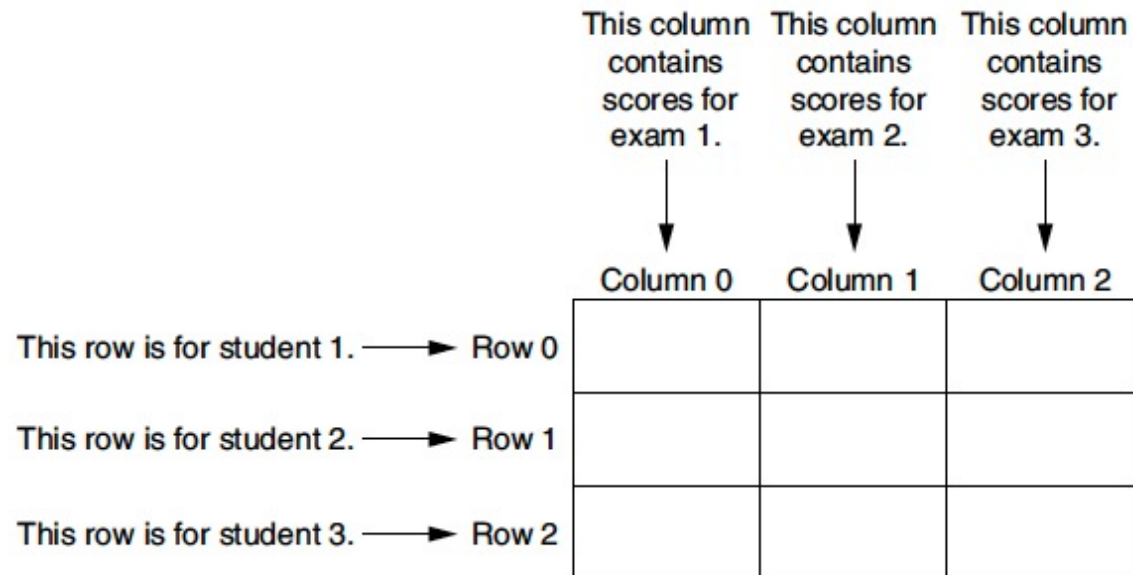 This column This column This column
contains contains contains
scores for scores for scores for
exam 1. exam 2. exam 3.
Column 0 Column 1 Column 2
This row is for student 1. Row 0
This row is for student 2. Row 1
This row is for student 3. Row 2